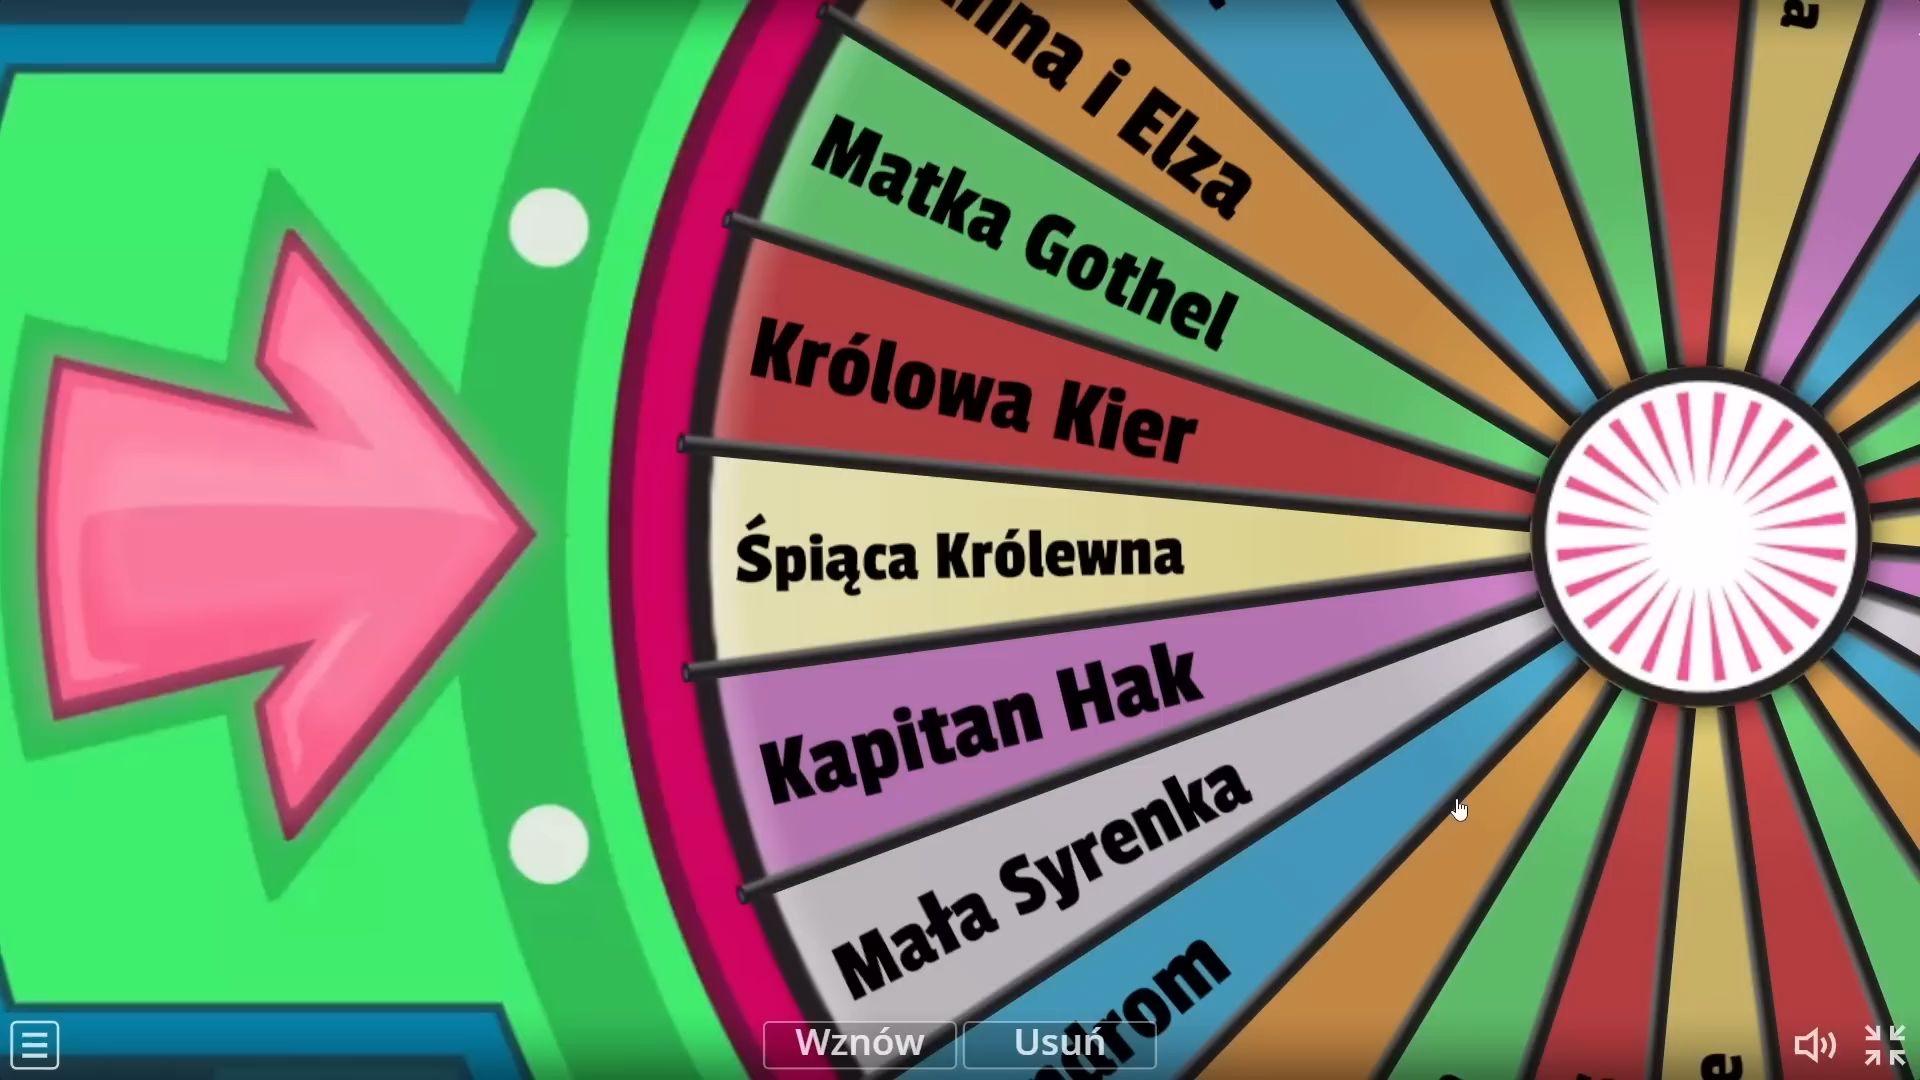 i Elza
Matka Gothel
Królowa Kier
Śpiąca Królewna
Kapitan Hak
Mała Syrenka
Wznów
Usuń